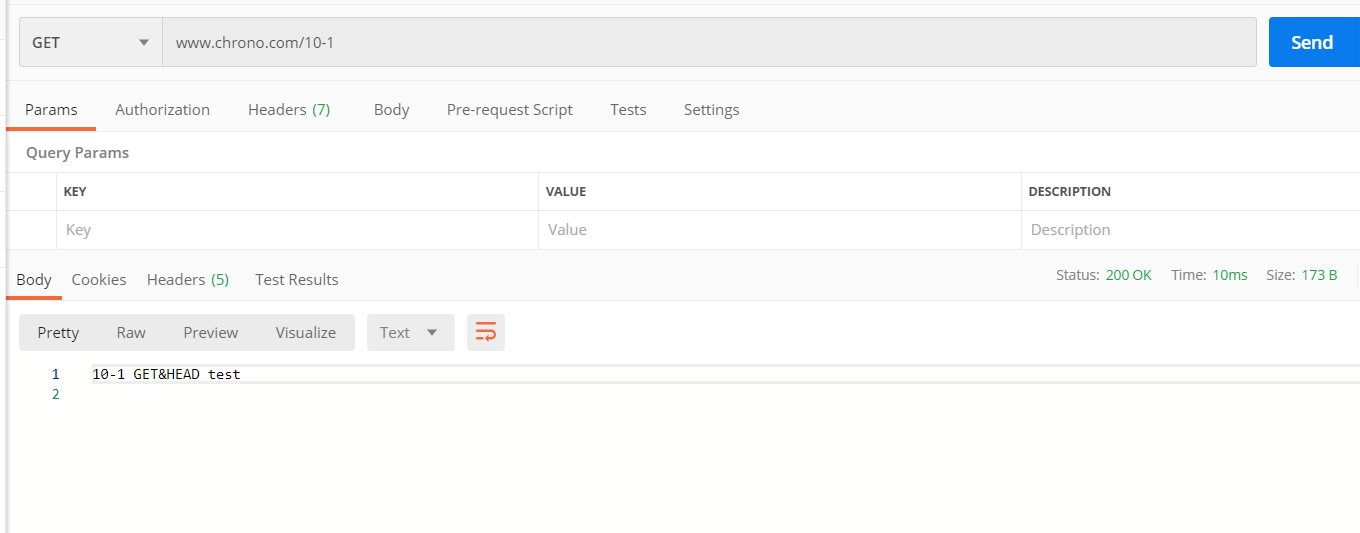 GET www.chrono.com/10-1 Send
Params Authorization Headers (7) Body Pre-request Script Tests Settings
Query Params
KEY VALUE DESCRIPTION
Key Value Description
Body Cookies Headers (5) Test Results Status: 200 OK Time: 10ms Size: 173 B
Pretty Raw Preview Visualize Text
1 10-1 GET&HEAD test
2